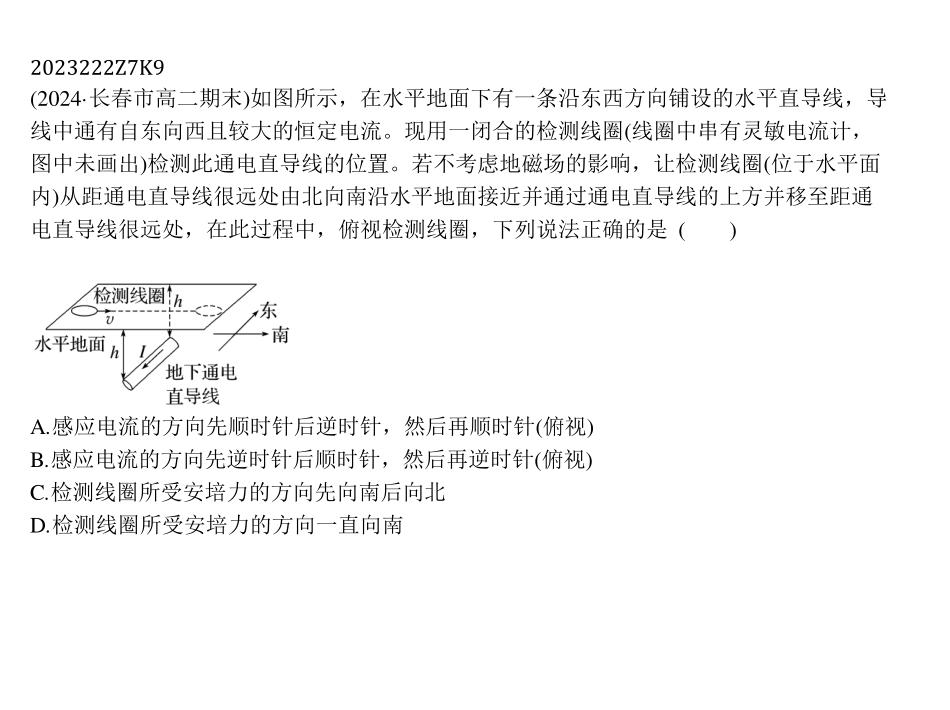 2023222Z7K9
(2024·长春市高二期末)如图所示，在水平地面下有一条沿东西方向铺设的水平直导线，导
线中通有自东向西且较大的恒定电流。现用一闭合的检测线圈(线圈中串有灵敏电流计，
图中未画出)检测此通电直导线的位置。若不考虑地磁场的影响，让检测线圈(位于水平面
内)从距通电直导线很远处由北向南沿水平地面接近并通过通电直导线的上方并移至距通
电直导线很远处，在此过程中，俯视检测线圈，下列说法正确的是 (　　)
检测线圈 h
v
东
南
水平地面 h I
地下通电
直导线
A.感应电流的方向先顺时针后逆时针，然后再顺时针(俯视)
B.感应电流的方向先逆时针后顺时针，然后再逆时针(俯视)
C.检测线圈所受安培力的方向先向南后向北
D.检测线圈所受安培力的方向一直向南